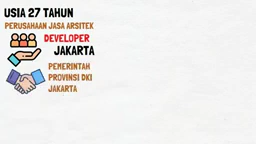 USIA 27 TAHUN
PERUSAHAAN JASA ARSITEK
DEVELOPER
JAKARTA
PEMERINTAH
PROVINSI DKI
JAKARTA